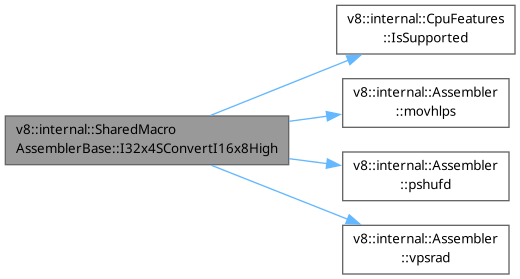 v8::internal::CpuFeatures
::IsSupported
v8::internal::Assembler
::movhlps
v8::internal::SharedMacro
AssemblerBase::I32x4SConvertI16x8High
v8::internal::Assembler
::pshufd
v8::internal::Assembler
::vpsrad